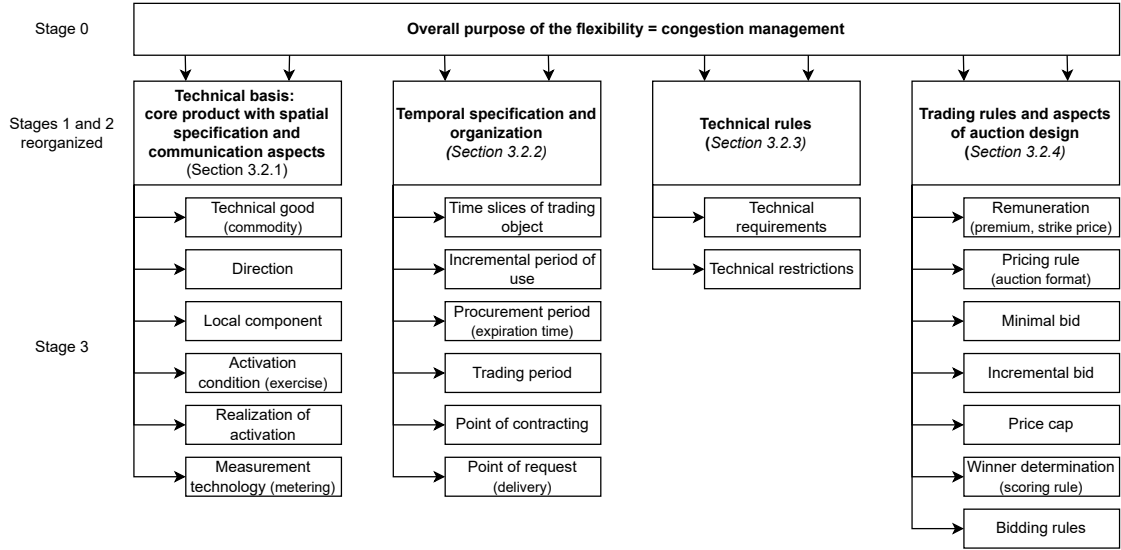 Stage 0
Overall purpose of the flexibility = congestion management
Stages 1 and 2
reorganized
Technical basis:
core product with spatial
specification and
communication aspects
(Section 3.2.1)
Temporal specification and
organization
(Section 3.2.2)
Technical rules
(Section 3.2.3)
Trading rules and aspects
of auction design
(Section 3.2.4)
Stage 3
Technical good
(commodity)
Direction
Local component
Activation
condition (exercise)
Realization of
activation
Measurement
technology (metering)
Time slices of trading
object
Incremental period of
use
Procurement period
(expiration time)
Trading period
Point of contracting
Point of request
(delivery)
Technical
requirements
Technical restrictions
Remuneration
(premium, strike price)
Pricing rule
(auction format)
Minimal bid
Incremental bid
Price cap
Winner determination
(scoring rule)
Bidding rules